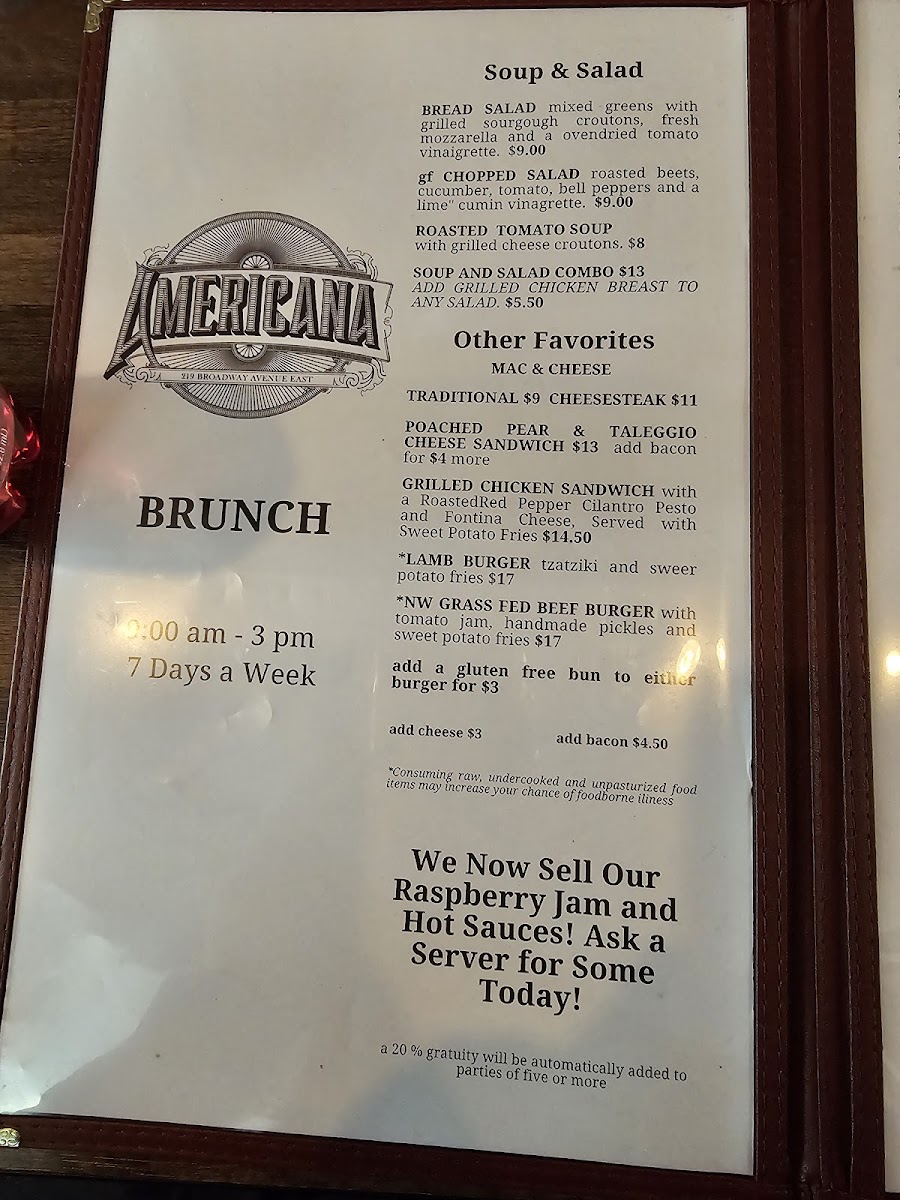 AMERICANA
219 BROADWAY AVENUE EAST
BRUNCH
:00 am - 3 pm
7 Days a Week
Soup & Salad
BREAD SALAD mixed greens with
grilled sourgough croutons, fresh
mozzarella and a ovendried tomato
vinaigrette. $9.00
gf CHOPPED SALAD roasted beets,
cucumber, tomato, bell peppers and a
lime" cumin vinagrette. $9.00
ROASTED TOMATO SOUP
with grilled cheese croutons. $8
SOUP AND SALAD COMBO $13
ADD GRILLED CHICKEN BREAST TO
ANY SALAD. $5.50
Other Favorites
MAC & CHEESE
TRADITIONAL $9 CHEESESTEAK $11
POACHED PEAR & TALEGGIO
CHEESE SANDWICH $13 add bacon
for $4 more
GRILLED CHICKEN SANDWICH with
a RoastedRed Pepper Cilantro Pesto
and Fontina Cheese, Served with
Sweet Potato Fries $14.50
*LAMB BURGER tzatziki and sweer
potato fries $17
*NW GRASS FED BEEF BURGER with
tomato jam, handmade pickles and
sweet potato fries $17
add a gluten free bun to either
burger for $3
add cheese $3 add bacon $4.50
*Consuming raw, undercooked and unpasturized food
items may increase your chance of foodborne iliness
We Now Sell Our
Raspberry Jam and
Hot Sauces! Ask a
Server for Some
Today!
a 20 % gratuity will be automatically added to
parties of five or more